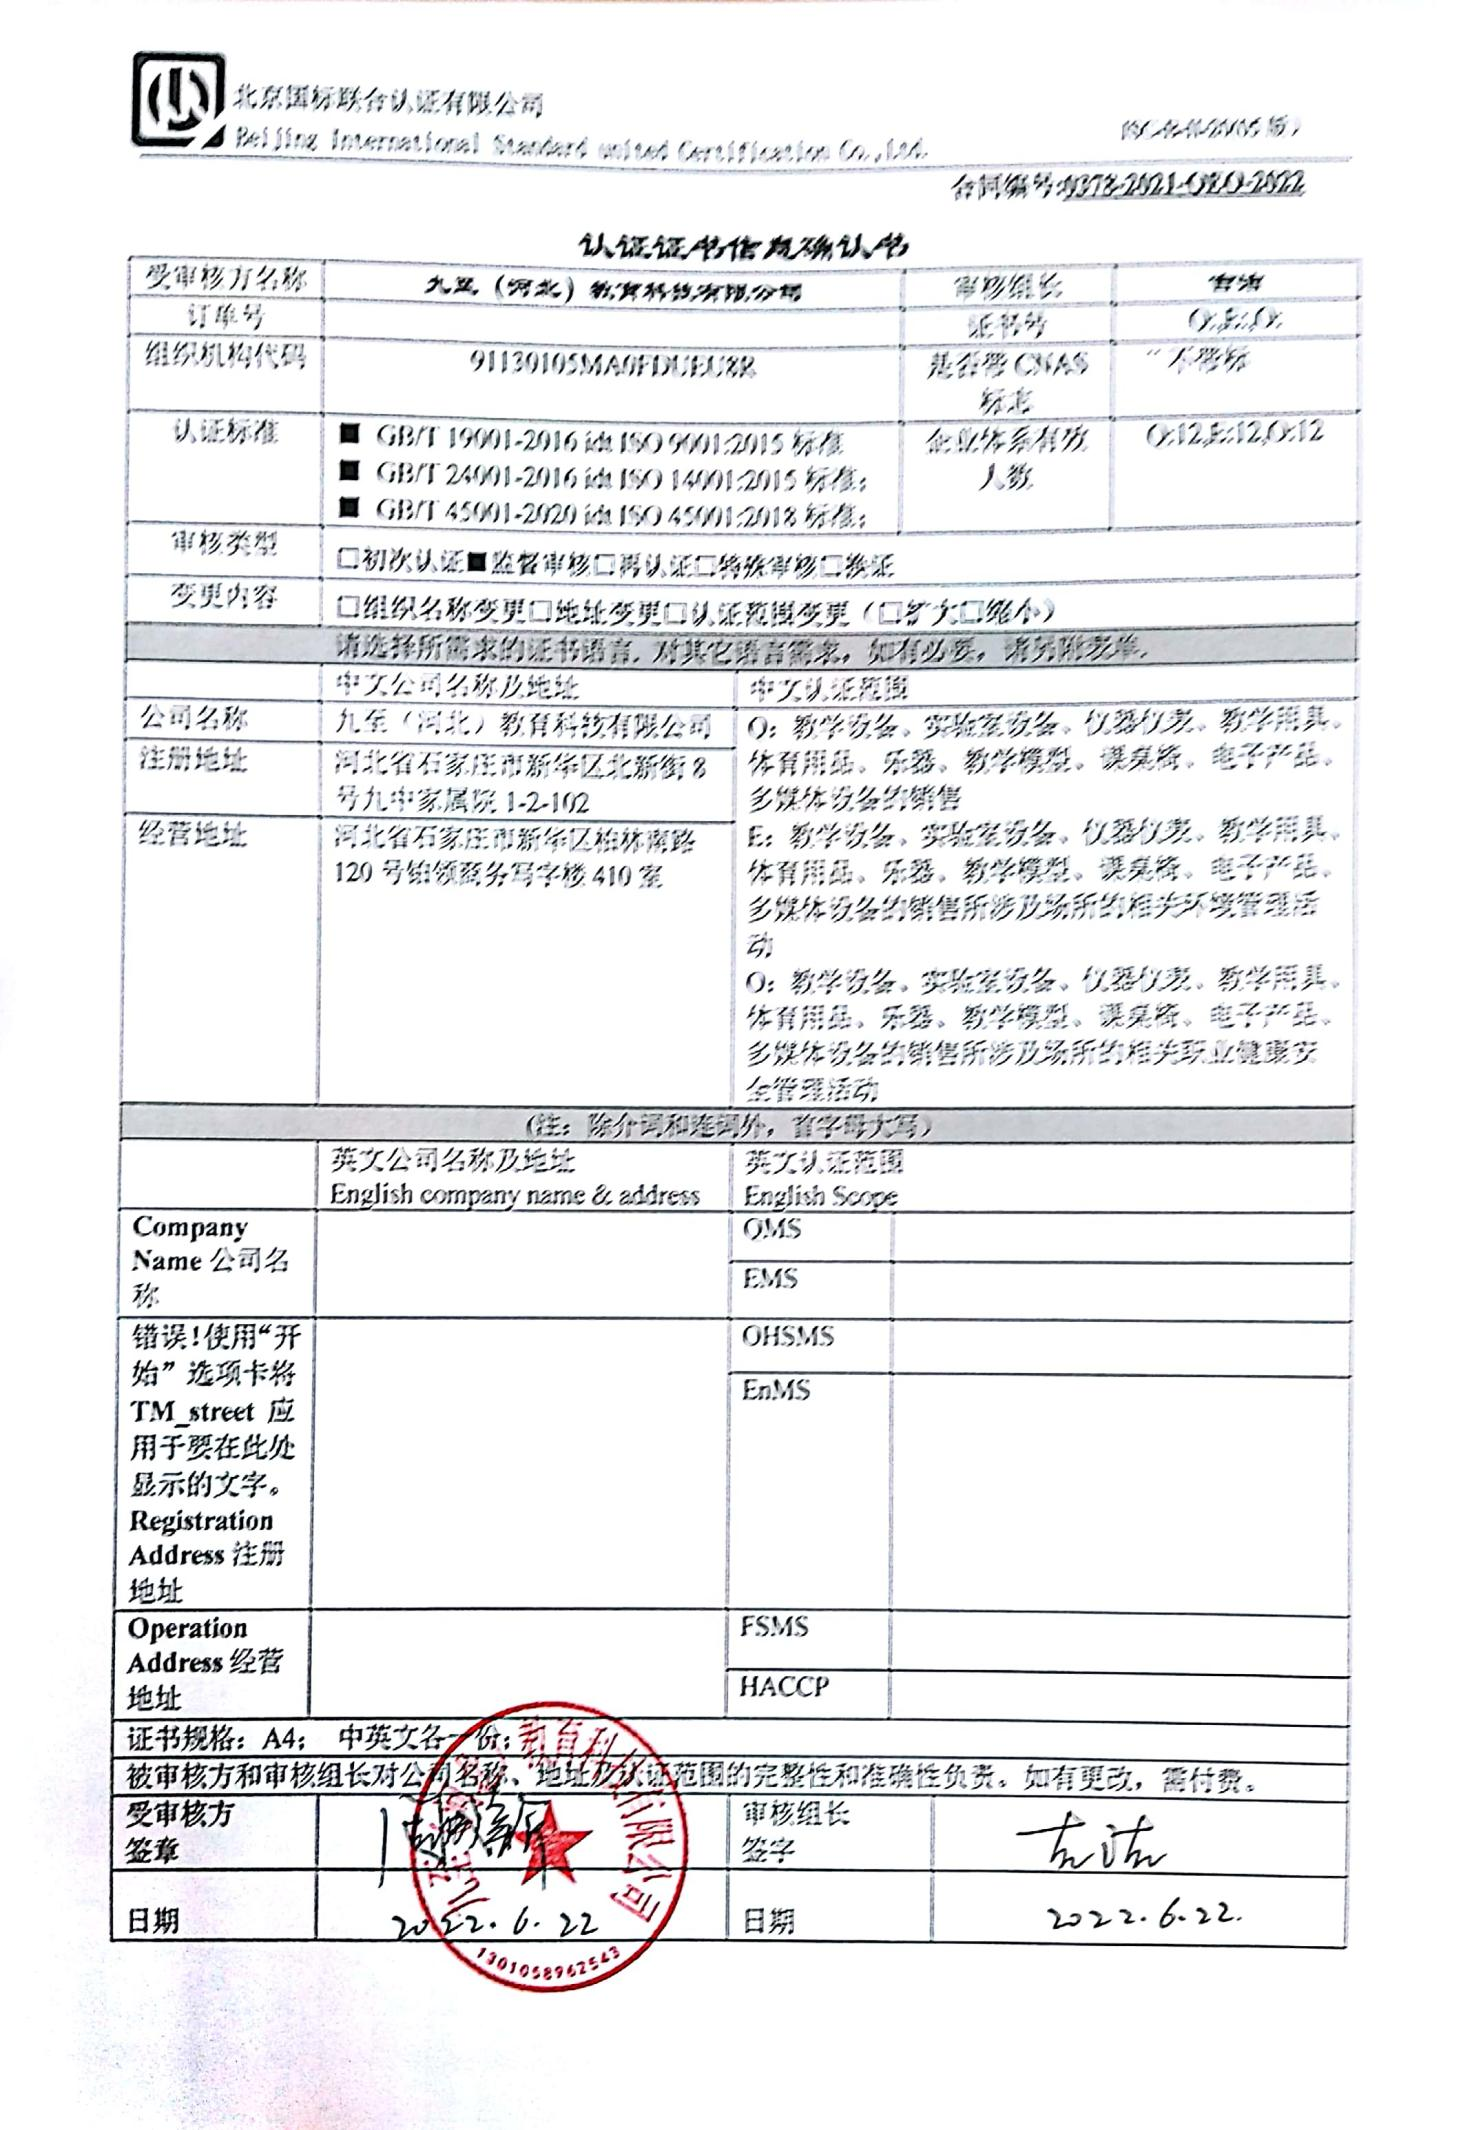 北京国标联合认证有限公司
Beijing International Standard united Certification Co.,Ltd.
版)
合同编号:0378-2021-QEO-2022
认证证书信息确认书
受审核方名称 九至（河北）教育科技有限公司 审核组长
订单号 证书号 Q:;E:;O:
组织机构代码 是否带 CNAS 不带标
标志
认证标准 ■ GB/T 19001-2016 idt ISO 9001:2015 标准 企业体系有效 Q:12,E:12,O:12
■ GB/T 24001-2016 idt ISO 14001:2015 标准; 人数
■ GB/T 45001-2020 idt ISO 45001:2018 标准;
审核类型 □初次认证■监督审核□再认证□特殊审核□换证
变更内容 □组织名称变更□地址变更□认证范围变更（□扩大□缩小）
请选择所需求的证书语言, 对其它语言需求, 如有必要, 请另附表单.
中文公司名称及地址 中文认证范围
公司名称 九至（河北）教育科技有限公司 Q: 教学设备、实验室设备、仪器仪表、教学用具、
注册地址 河北省石家庄市新华区北新街 8 体育用品、乐器、教学模型、课桌椅、电子产品、
号九中家属院 1-2-102 多媒体设备的销售
经营地址 河北省石家庄市新华区柏林南路 E: 教学设备、实验室设备、仪器仪表、教学用具、
120 号铂领商务写字楼 410 室 体育用品、乐器、教学模型、课桌椅、电子产品、
多媒体设备的销售所涉及场所的相关环境管理活
动
O: 教学设备、实验室设备、仪器仪表、教学用具、
体育用品、乐器、教学模型、课桌椅、电子产品、
多媒体设备的销售所涉及场所的相关职业健康安
全管理活动
(注: 除介词和连词外, 首字母大写)
英文公司名称及地址 英文认证范围
English company name & address English Scope
Company QMS
Name 公司名
称 EMS
错误!使用“开 OHSMS
始”选项卡将
TM_street 应 EnMS
用于要在此处
显示的文字。
Registration
Address 注册
地址
Operation FSMS
Address 经营
地址 HACCP
证书规格: A4; 中英文各一份;
被审核方和审核组长对公司名称、地址及认证范围的完整性和准确性负责。如有更改, 需付费。
受审核方 审核组长
签章 签字
日期 2022.6.22 日期 2022.6.22.
教育科技有限公司
1301058962543